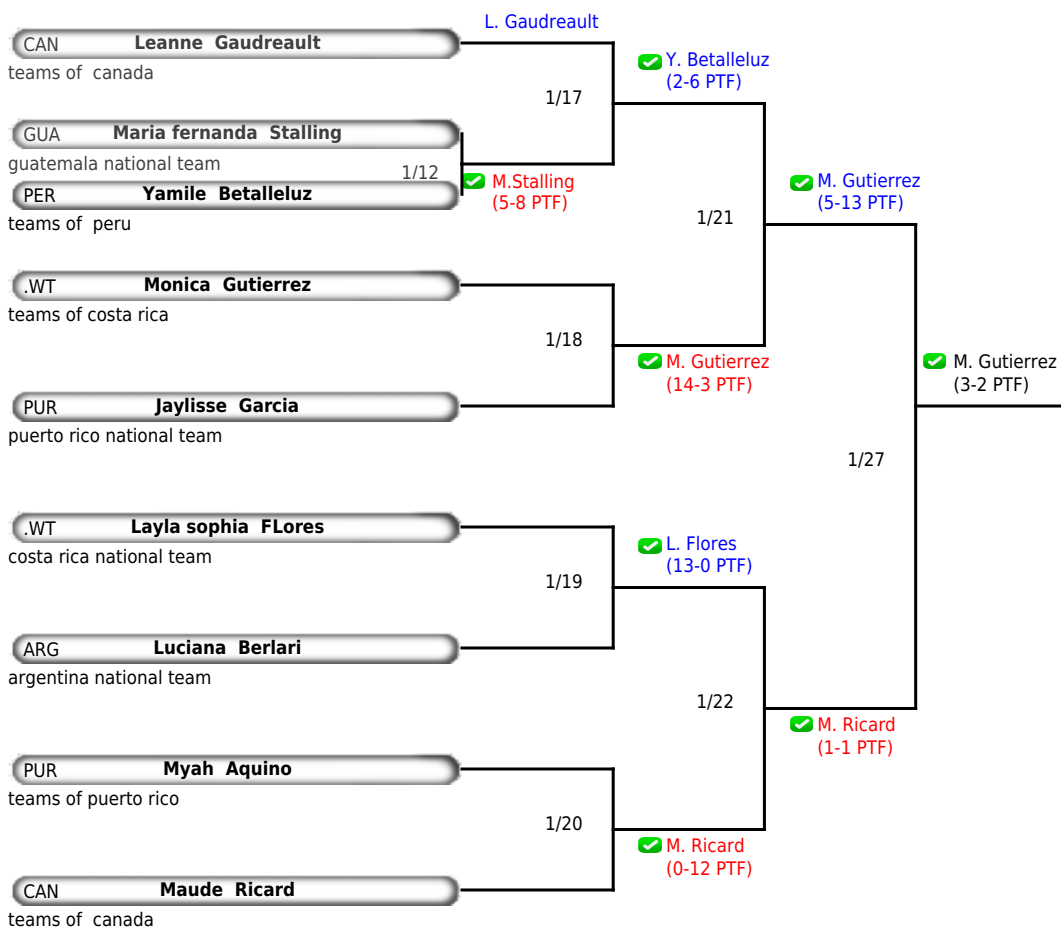 L. Gaudreault
CAN Leanne Gaudreault
teams of canada
Y. Betalleluz
(2-6 PTF)
1/17
GUA Maria fernanda Stalling
guatemala national team
1/12
M.Stalling
(5-8 PTF)
PER Yamile Betalleluz
teams of peru
M. Gutierrez
(5-13 PTF)
1/21
.WT Monica Gutierrez
teams of costa rica
1/18
M. Gutierrez
(14-3 PTF)
M. Gutierrez
(3-2 PTF)
PUR Jaylisse Garcia
puerto rico national team
1/27
.WT Layla sophia FLores
costa rica national team
L. Flores
(13-0 PTF)
1/19
ARG Luciana Berlari
argentina national team
1/22
M. Ricard
(1-1 PTF)
PUR Myah Aquino
teams of puerto rico
1/20
M. Ricard
(0-12 PTF)
CAN Maude Ricard
teams of canada